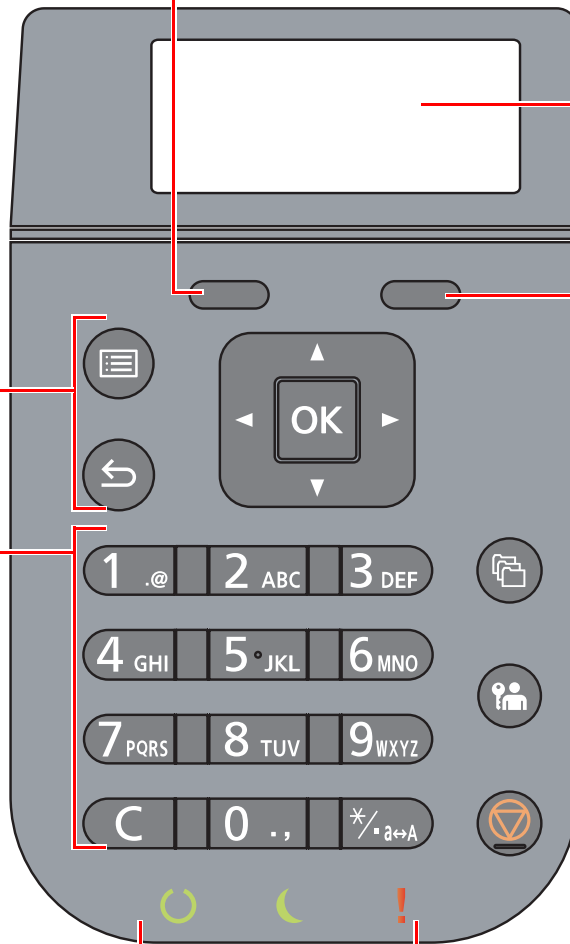 OK
1 .@ 2 ABC 3 DEF
4 GHI 5 JKL 6 MNO
7 PQRS 8 TUV 9 WXYZ
C 0 ., */. a↔A
!